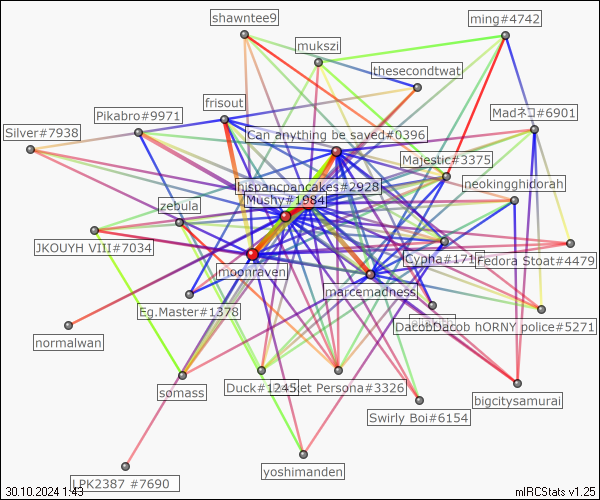 shawntee9
ming#4742
mukszi
thesecondtwat
frisout
Pikabro#9971
Madネコ#6901
Silver#7938
Can anything be saved#0396
Majestic#3375
hispancpancakes#2928
neokingghidorah
Mushy#1984
zebula
JKOUYH VIII#7034
Cypha#171
Fedora Stoat#4479
moonraven
marcemadness
Eg.Master#1378
DacobDacob hORNY police#5271
normalwan
Duck#1245
et Persona#3326
somass
bigcitysamurai
Swirly Boi#6154
yoshimanden
LPK2387 #7690
30.10.2024 1:43
mIRCStats v1.25